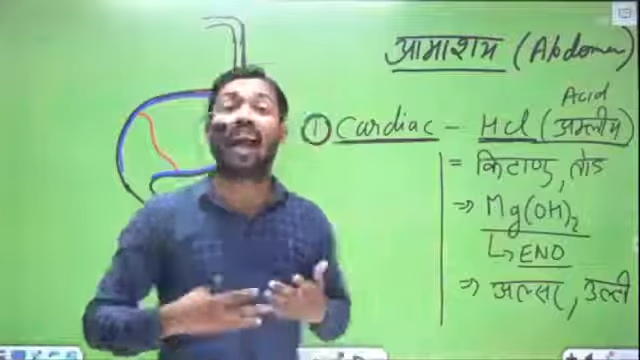 आमाशय (Abdomen)
Acid
① Cardiac - HCl (अम्लीय)
= किटाणु, तोड
⇒ Mg(OH)₂
↳ ENO
⇒ अल्सर, उल्टी